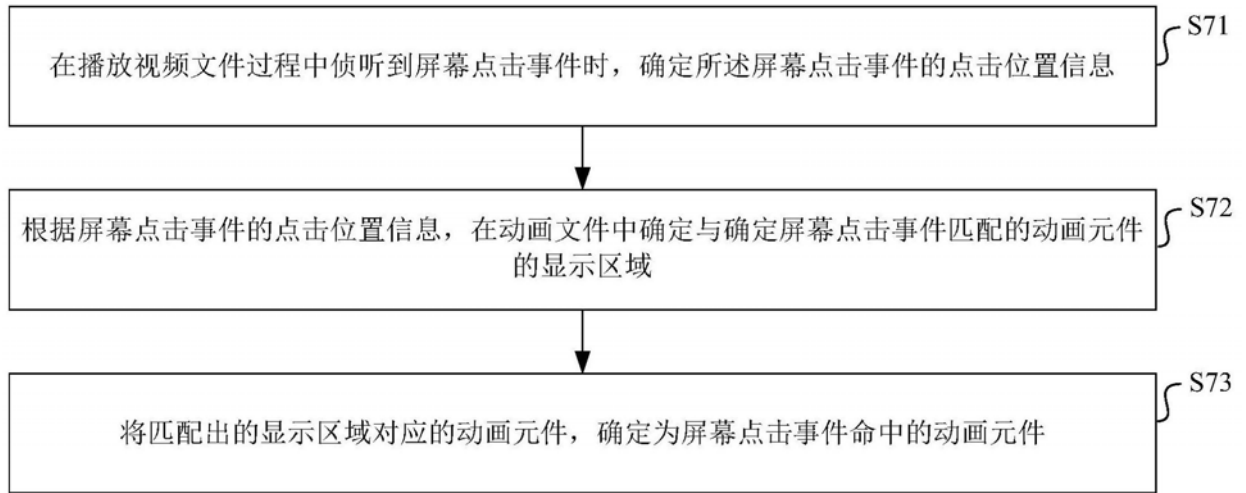 S71
在播放视频文件过程中侦听到屏幕点击事件时，确定所述屏幕点击事件的点击位置信息
S72
根据屏幕点击事件的点击位置信息，在动画文件中确定与确定屏幕点击事件匹配的动画元件
的显示区域
S73
将匹配出的显示区域对应的动画元件，确定为屏幕点击事件命中的动画元件